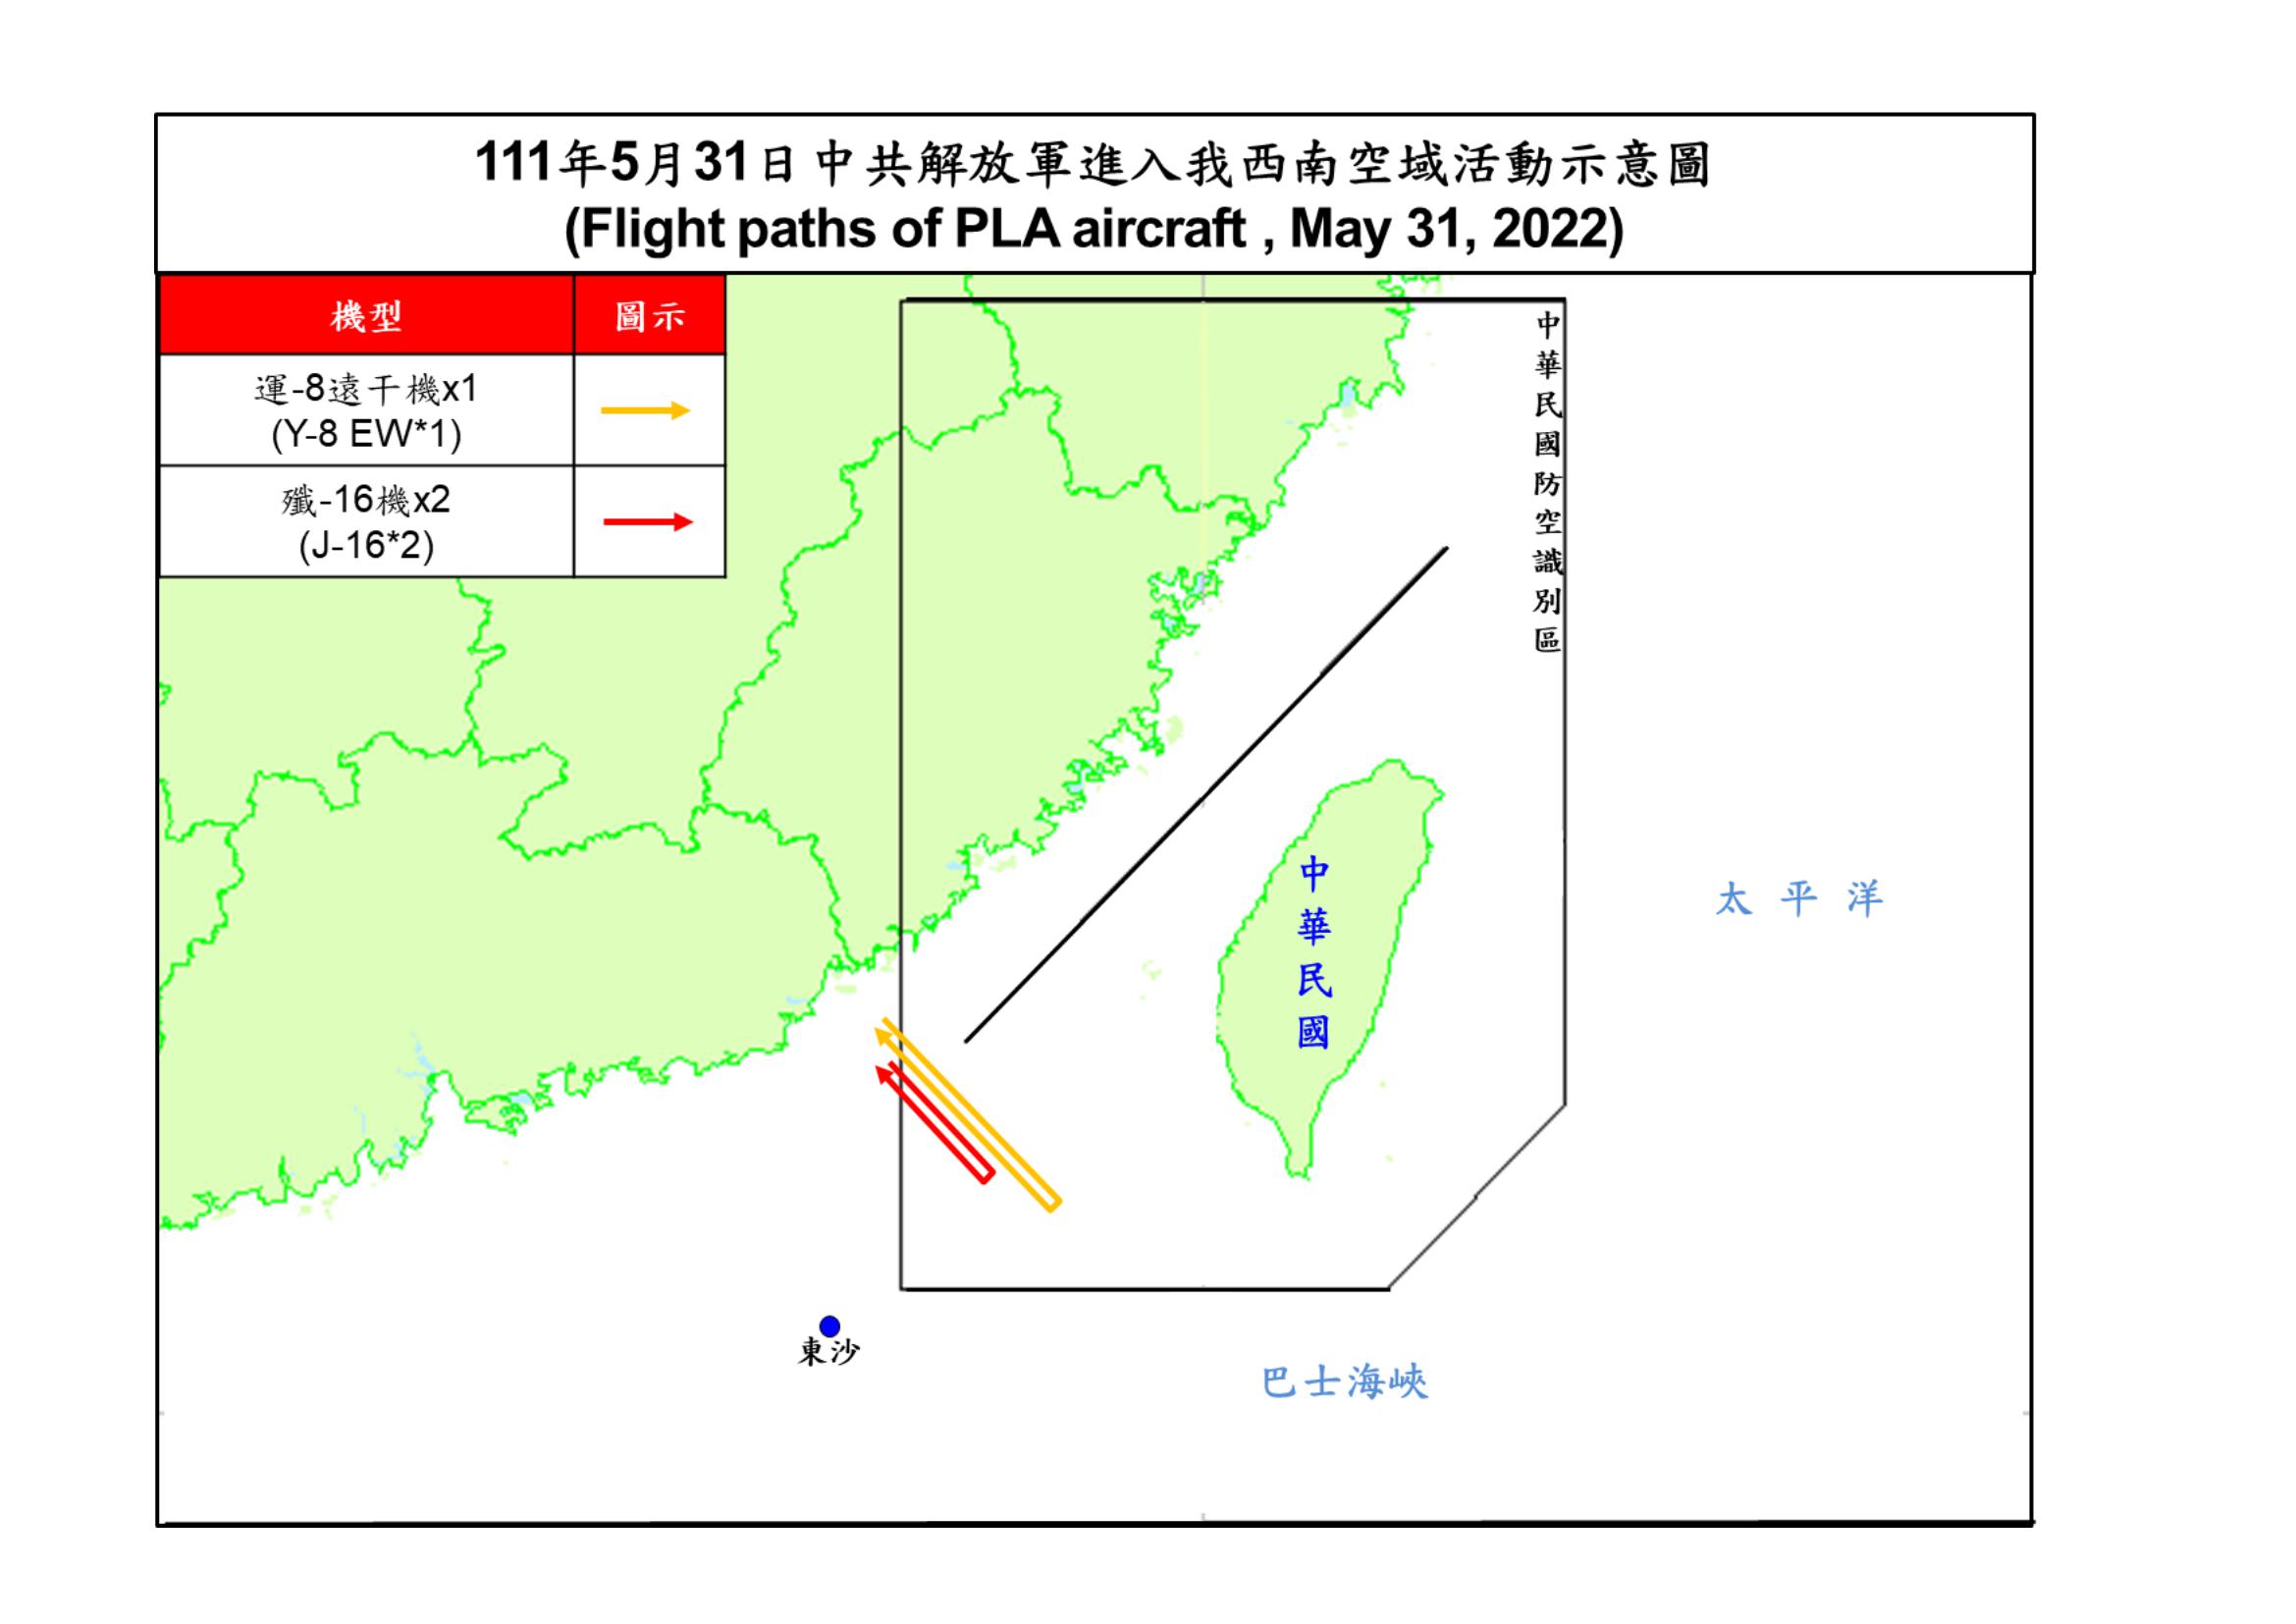 111年5月31日中共解放軍進入我西南空域活動示意圖
(Flight paths of PLA aircraft , May 31, 2022)
機型
圖示
運-8遠干機x1
(Y-8 EW*1)
殲-16機x2
(J-16*2)
中華民國防空識別區
中華民國
太平洋
東沙
巴士海峽